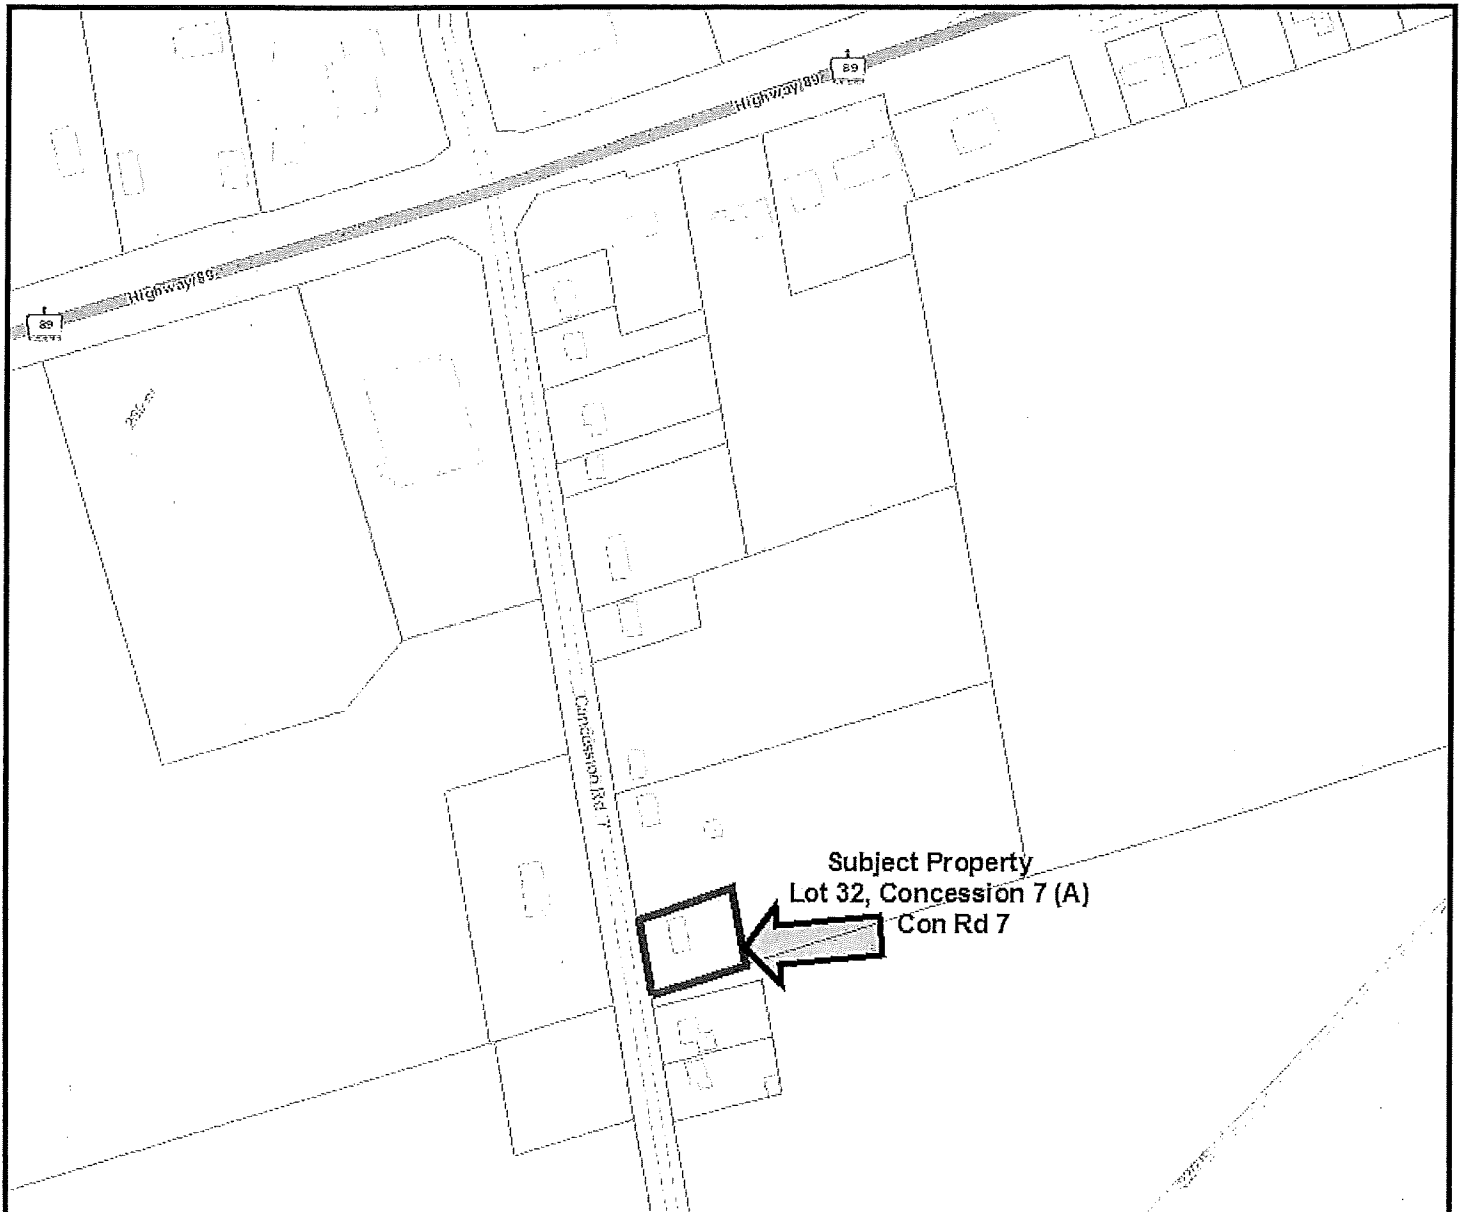 89
Highway 89
Highway 89
89
Concession Rd 7
Subject Property
Lot 32, Concession 7 (A)
Con Rd 7